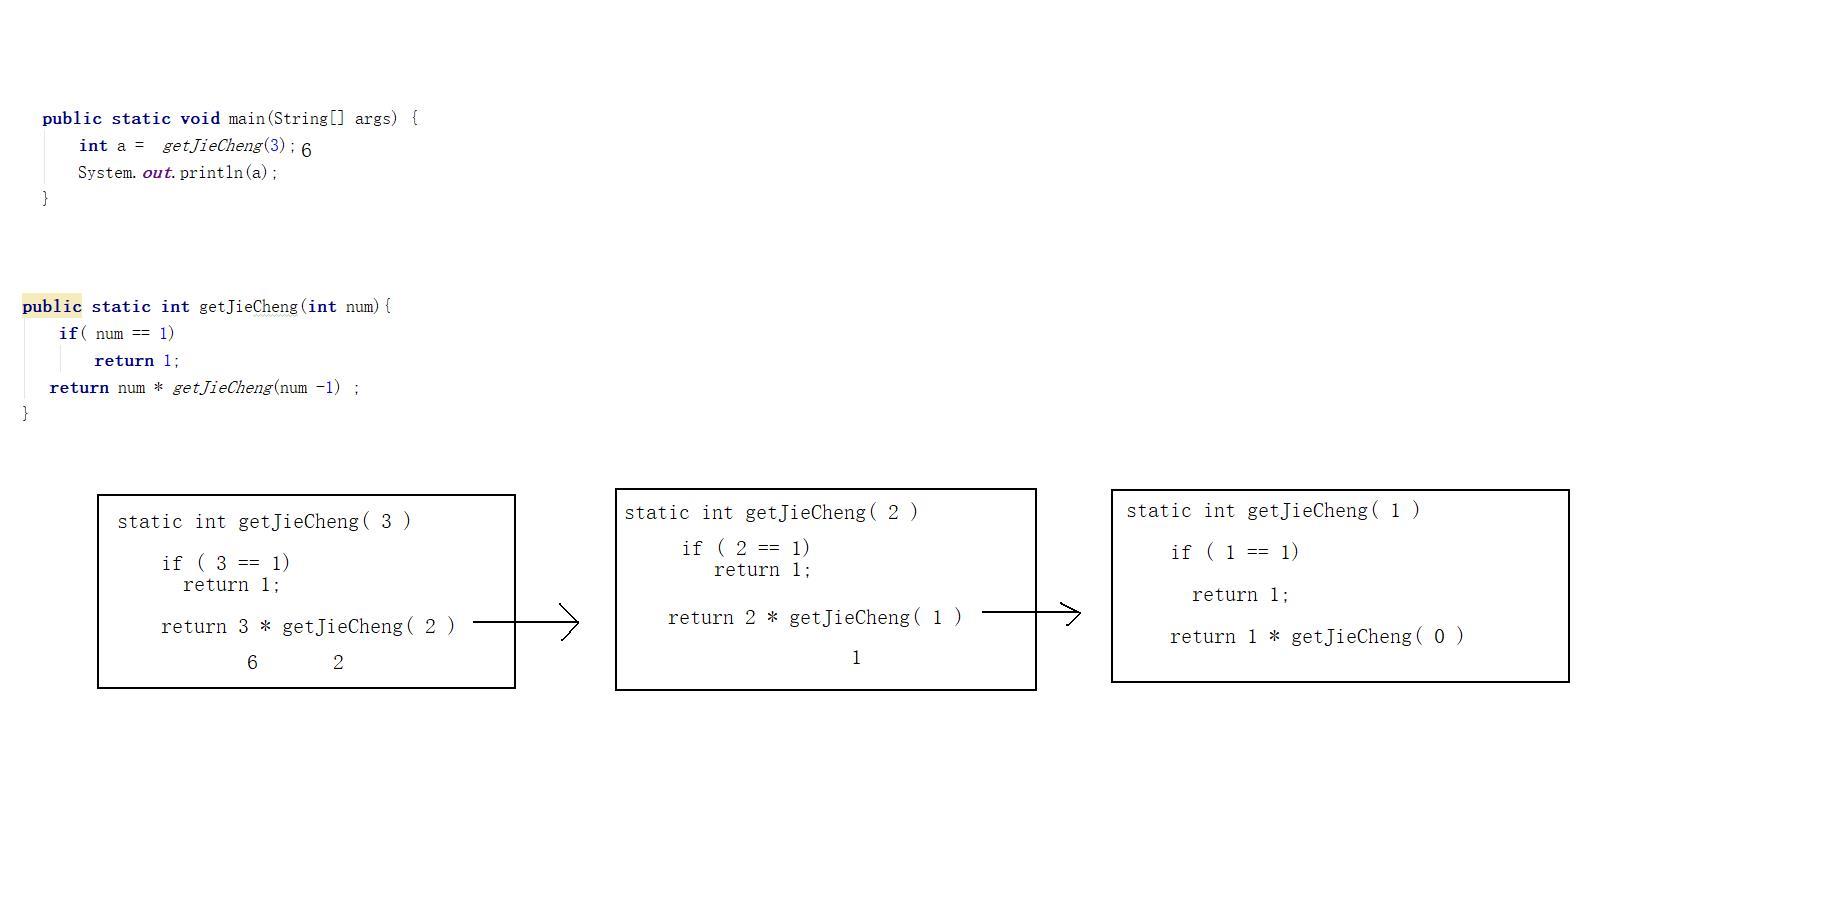 public static void main(String[] args) {
int a =  getJieCheng(3); 6
System.out.println(a);
}
public static int getJieCheng(int num){
if( num == 1)
return 1;
return num * getJieCheng(num -1) ;
}
static int getJieCheng( 3 )
if ( 3 == 1)
return 1;
return 3 * getJieCheng( 2 )
6 2
static int getJieCheng( 2 )
if ( 2 == 1)
return 1;
return 2 * getJieCheng( 1 )
1
static int getJieCheng( 1 )
if ( 1 == 1)
return 1;
return 1 * getJieCheng( 0 )